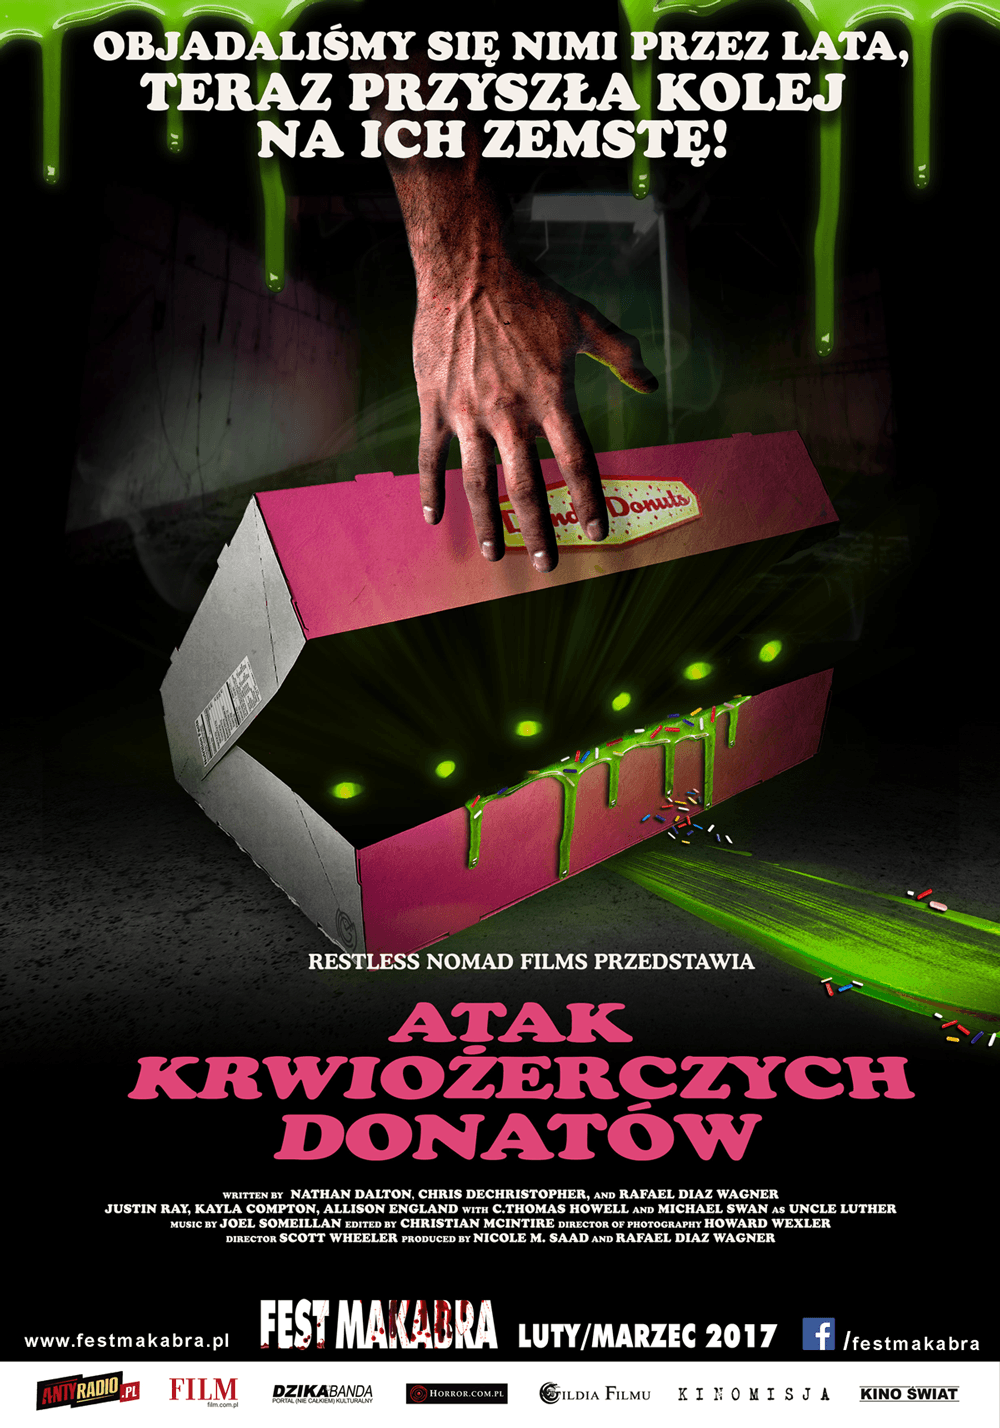 OBJADALIŚMY SIĘ NIMI PRZEZ LATA,
TERAZ PRZYSZŁA KOLEJ
NA ICH ZEMSTĘ!
Donuts
RESTLESS NOMAD FILMS PRZEDSTAWIA
ATAK
KRWIOŻERCZYCH
DONATÓW
WRITTEN BY NATHAN DALTON, CHRIS DECHRISTOPHER, AND RAFAEL DIAZ WAGNER
JUSTIN RAY, KAYLA COMPTON, ALLISON ENGLAND WITH C.THOMAS HOWELL AND MICHAEL SWAN AS UNCLE LUTHER
MUSIC BY JOEL SOMEILLAN EDITED BY CHRISTIAN MCINTIRE DIRECTOR OF PHOTOGRAPHY HOWARD WEXLER
DIRECTOR SCOTT WHEELER PRODUCED BY NICOLE M. SAAD AND RAFAEL DIAZ WAGNER
www.festmakabra.pl FEST MAKABRA LUTY/MARZEC 2017 f /festmakabra
ANTYRADIO.PL FILM DZIKABANDA HORROR.COM.PL GILDIA FILMU KINOMISJA KINO ŚWIAT
film.com.pl PORTAL (NIE CAŁKIEM) KULTURALNY